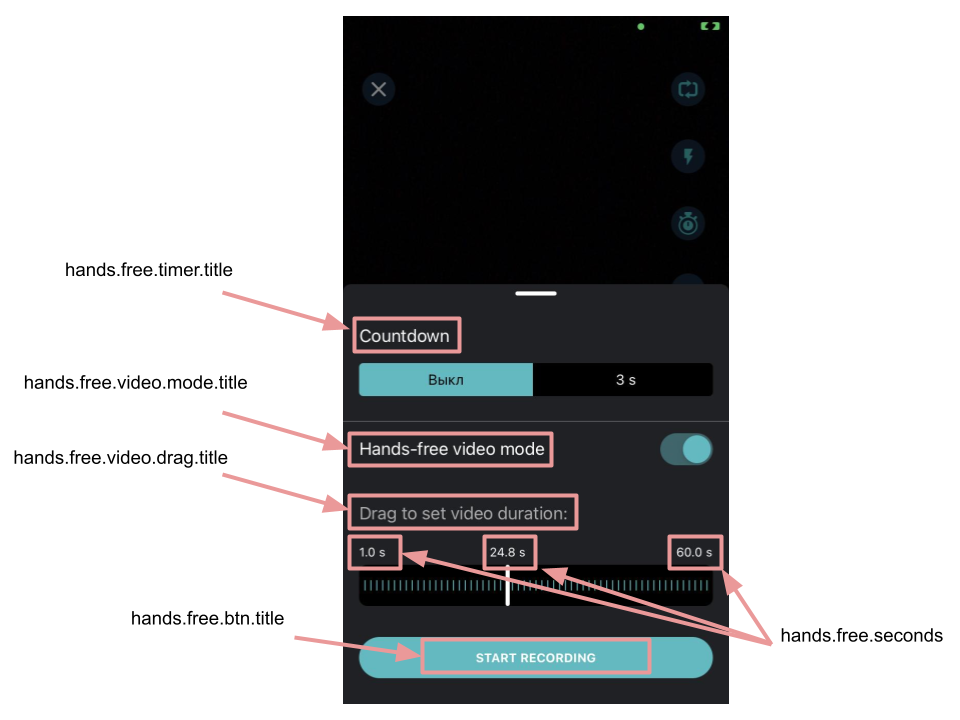 hands.free.timer.title
Countdown
Выкл
3 s
hands.free.video.mode.title
Hands-free video mode
hands.free.video.drag.title
Drag to set video duration:
1.0 s
24.8 s
60.0 s
hands.free.btn.title
START RECORDING
hands.free.seconds